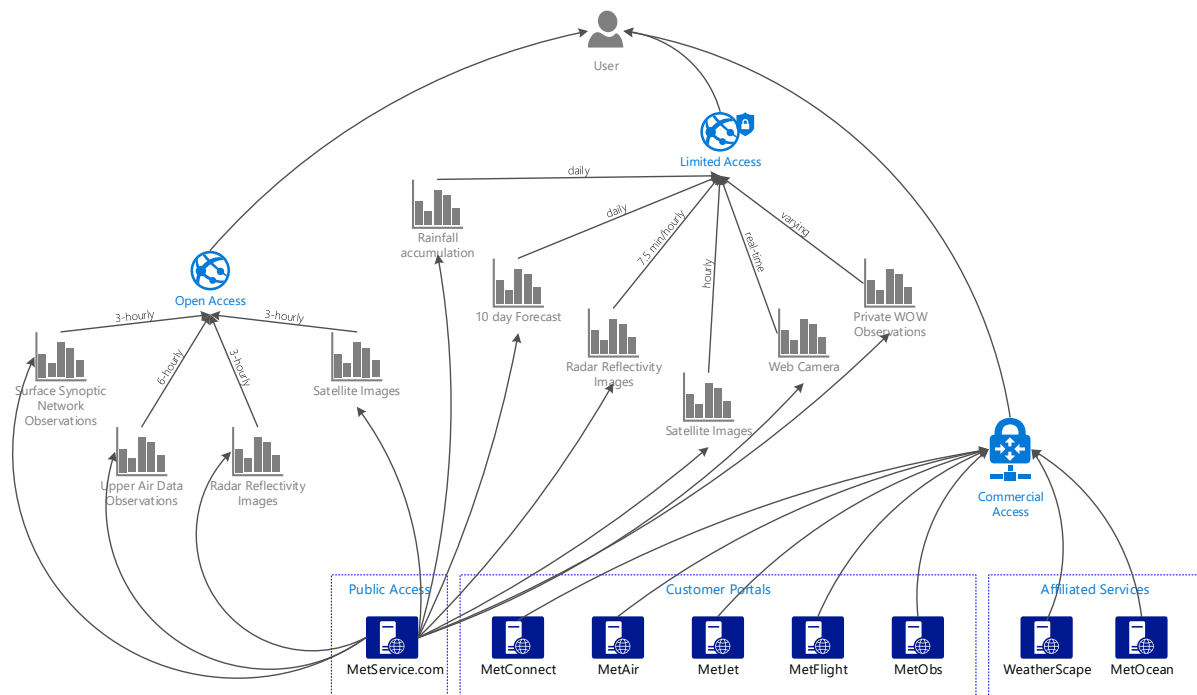 User
Limited Access
daily
Rainfall
accumulation
daily
7.5 min/hourly
hourly
real-time
varying
Open Access
10 day Forecast
Private WOW
Observations
3-hourly
3-hourly
6-hourly
3-hourly
Radar Reflectivity
Images
Web Camera
Surface Synoptic
Network
Observations
Satellite Images
Satellite Images
Upper Air Data
Observations
Radar Reflectivity
Images
Commercial
Access
Public Access
Customer Portals
Affiliated Services
MetService.com
MetConnect
MetAir
MetJet
MetFlight
MetObs
WeatherScape
MetOcean